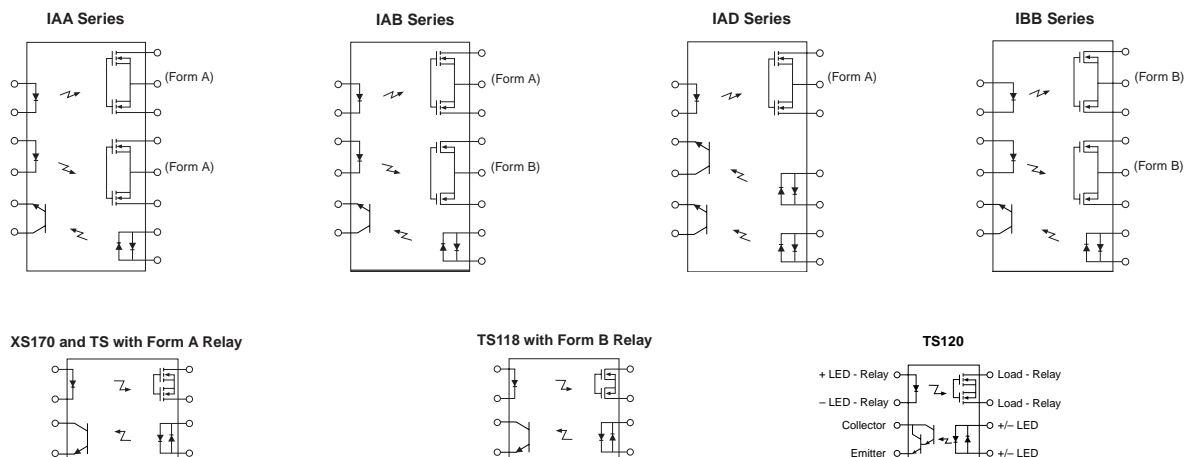 IAA Series
IAB Series
IAD Series
IBB Series
(Form A)
(Form A)
(Form A)
(Form B)
(Form A)
(Form B)
(Form A)
(Form B)
XS170 and TS with Form A Relay
TS118 with Form B Relay
TS120
+ LED - Relay
Load - Relay
– LED - Relay
Load - Relay
Collector
+/– LED
Emitter
+/– LED